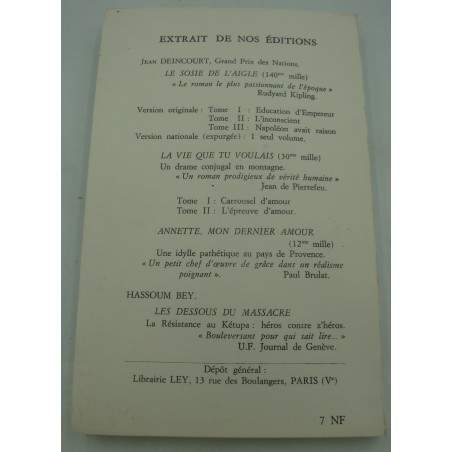 EXTRAIT DE NOS ÉDITIONS
JEAN DEINCOURT, Grand Prix des Nations.
LE SOSIE DE L'AIGLE (140me mille)
« Le roman le plus passionnant de l'époque »
Rudyard Kipling.
Version originale : Tome I : Education d'Empereur
Tome II : L'inconscient
Tome III : Napoléon avait raison
Version nationale (expurgée) : 1 seul volume.
LA VIE QUE TU VOULAIS (30me mille)
Un drame conjugal en montagne.
« Un roman prodigieux de vérité humaine »
Jean de Pierrefeu.
Tome I : Carrousel d'amour
Tome II : L'épreuve d'amour.
ANNETTE, MON DERNIER AMOUR
(12me mille)
Une idylle pathétique au pays de Provence.
« Un petit chef d'œuvre de grâce dans un réalisme
poignant ». Paul Brulat.
HASSOUM BEY.
LES DESSOUS DU MASSACRE
La Résistance au Kétupa : héros contre z'héros.
« Bouleversant pour qui sait lire... »
U.F. Journal de Genève.
Dépôt général :
Librairie LEY, 13 rue des Boulangers, PARIS (Ve)
7 NF